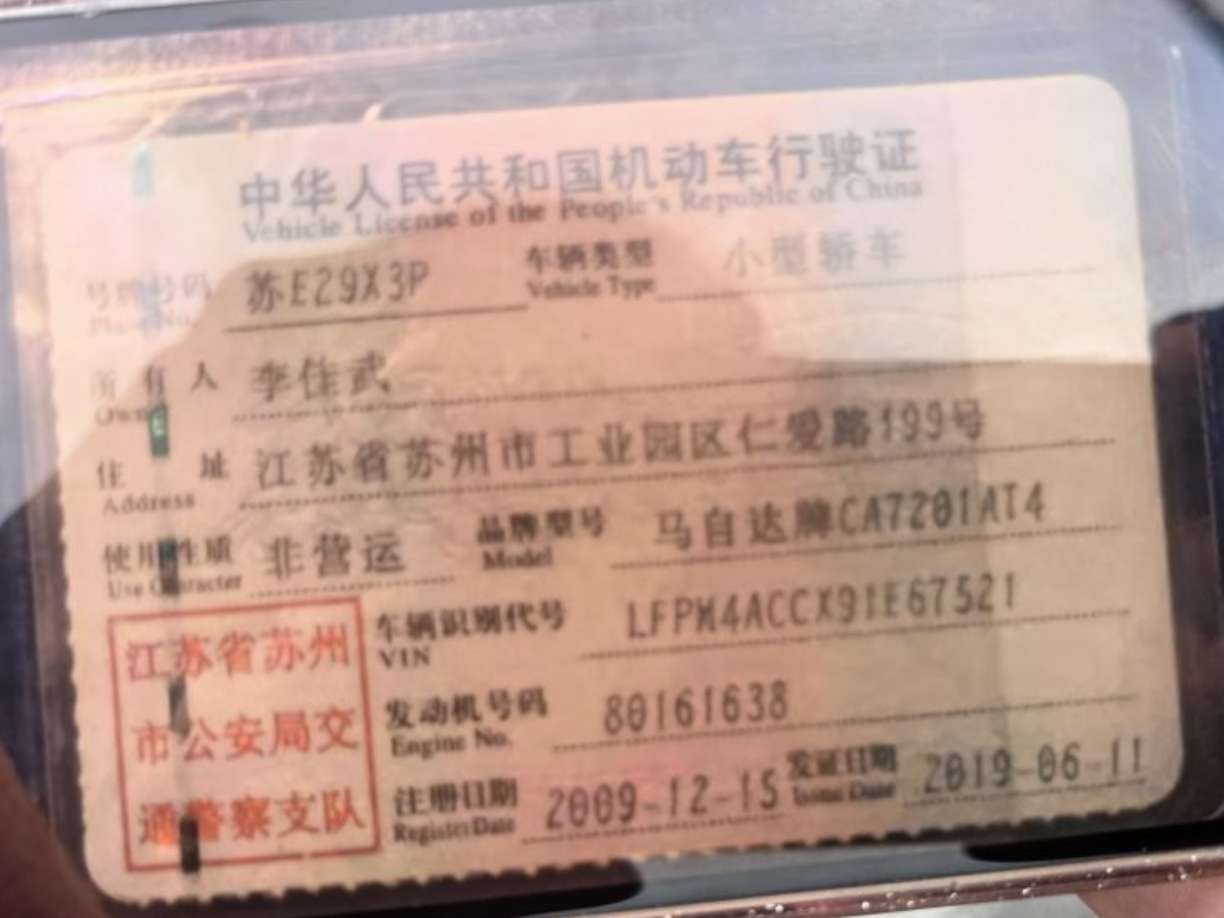 中华人民共和国机动车行驶证
Vehicle License of the People's Republic of China
号牌号码 苏E29X3P 车辆类型 小型轿车
Plate No. Vehicle Type
所有人 李佳武
Owner
住址 江苏省苏州市工业园区仁爱路199号
Address
使用性质 非营运 品牌型号 马自达牌CA7201AT4
Use Character Model
江苏省苏州
市公安局交
通警察支队
车辆识别代号 LFPM4ACCX91E67521
VIN
发动机号码 80161638
Engine No.
注册日期 2009-12-15 发证日期 2019-06-11
Register Date Issue Date